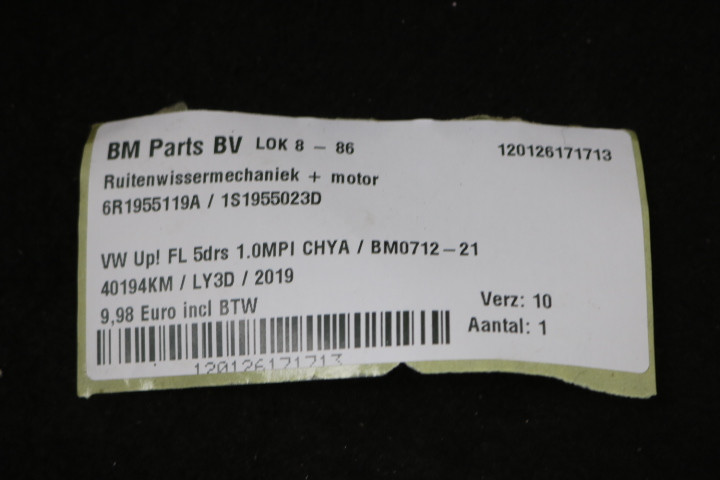 BM Parts BV LOK 8 – 86 120126171713
Ruitenwissermechaniek + motor
6R1955119A / 1S1955023D
VW Up! FL 5drs 1.0MPI CHYA / BM0712–21
40194KM / LY3D / 2019
9,98 Euro incl BTW
Verz: 10
Aantal: 1
120126171713